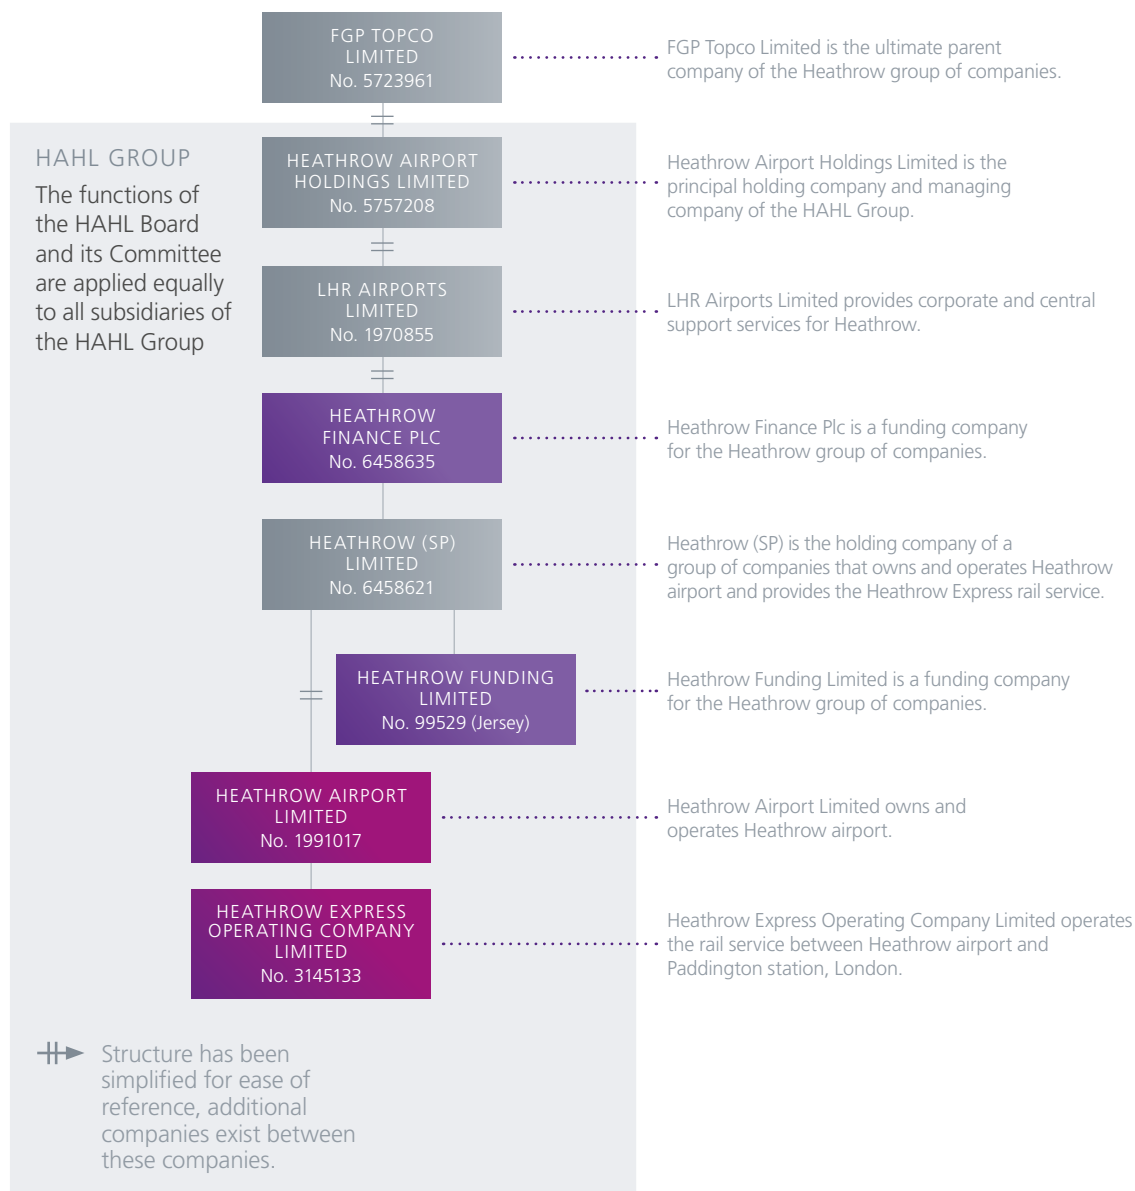 FGP TOPCO
LIMITED
No. 5723961
FGP Topco Limited is the ultimate parent
company of the Heathrow group of companies.
HAHL GROUP
The functions of
the HAHL Board
and its Committee
are applied equally
to all subsidiaries of
the HAHL Group
HEATHROW AIRPORT
HOLDINGS LIMITED
No. 5757208
Heathrow Airport Holdings Limited is the
principal holding company and managing
company of the HAHL Group.
LHR AIRPORTS
LIMITED
No. 1970855
LHR Airports Limited provides corporate and central
support services for Heathrow.
HEATHROW
FINANCE PLC
No. 6458635
Heathrow Finance Plc is a funding company
for the Heathrow group of companies.
HEATHROW (SP)
LIMITED
No. 6458621
Heathrow (SP) is the holding company of a
group of companies that owns and operates Heathrow
airport and provides the Heathrow Express rail service.
HEATHROW FUNDING
LIMITED
No. 99529 (Jersey)
Heathrow Funding Limited is a funding company
for the Heathrow group of companies.
HEATHROW AIRPORT
LIMITED
No. 1991017
Heathrow Airport Limited owns and
operates Heathrow airport.
HEATHROW EXPRESS
OPERATING COMPANY
LIMITED
No. 3145133
Heathrow Express Operating Company Limited operates
the rail service between Heathrow airport and
Paddington station, London.
Structure has been
simplified for ease of
reference, additional
companies exist between
these companies.